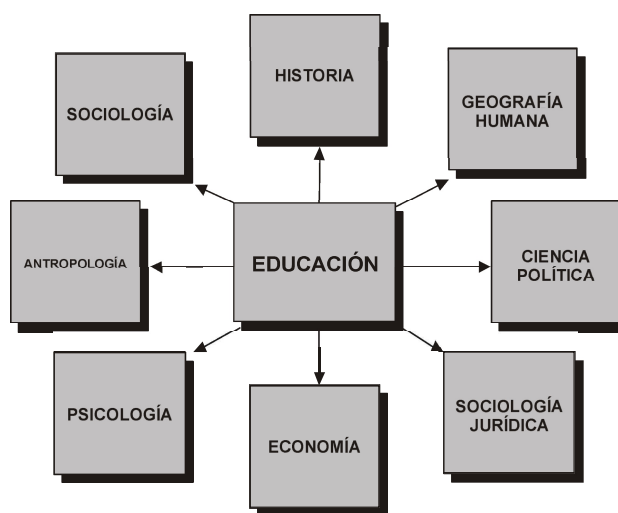 HISTORIA
SOCIOLOGÍA
GEOGRAFÍA
HUMANA
ANTROPOLOGÍA
EDUCACIÓN
CIENCIA
POLÍTICA
PSICOLOGÍA
ECONOMÍA
SOCIOLOGÍA
JURÍDICA